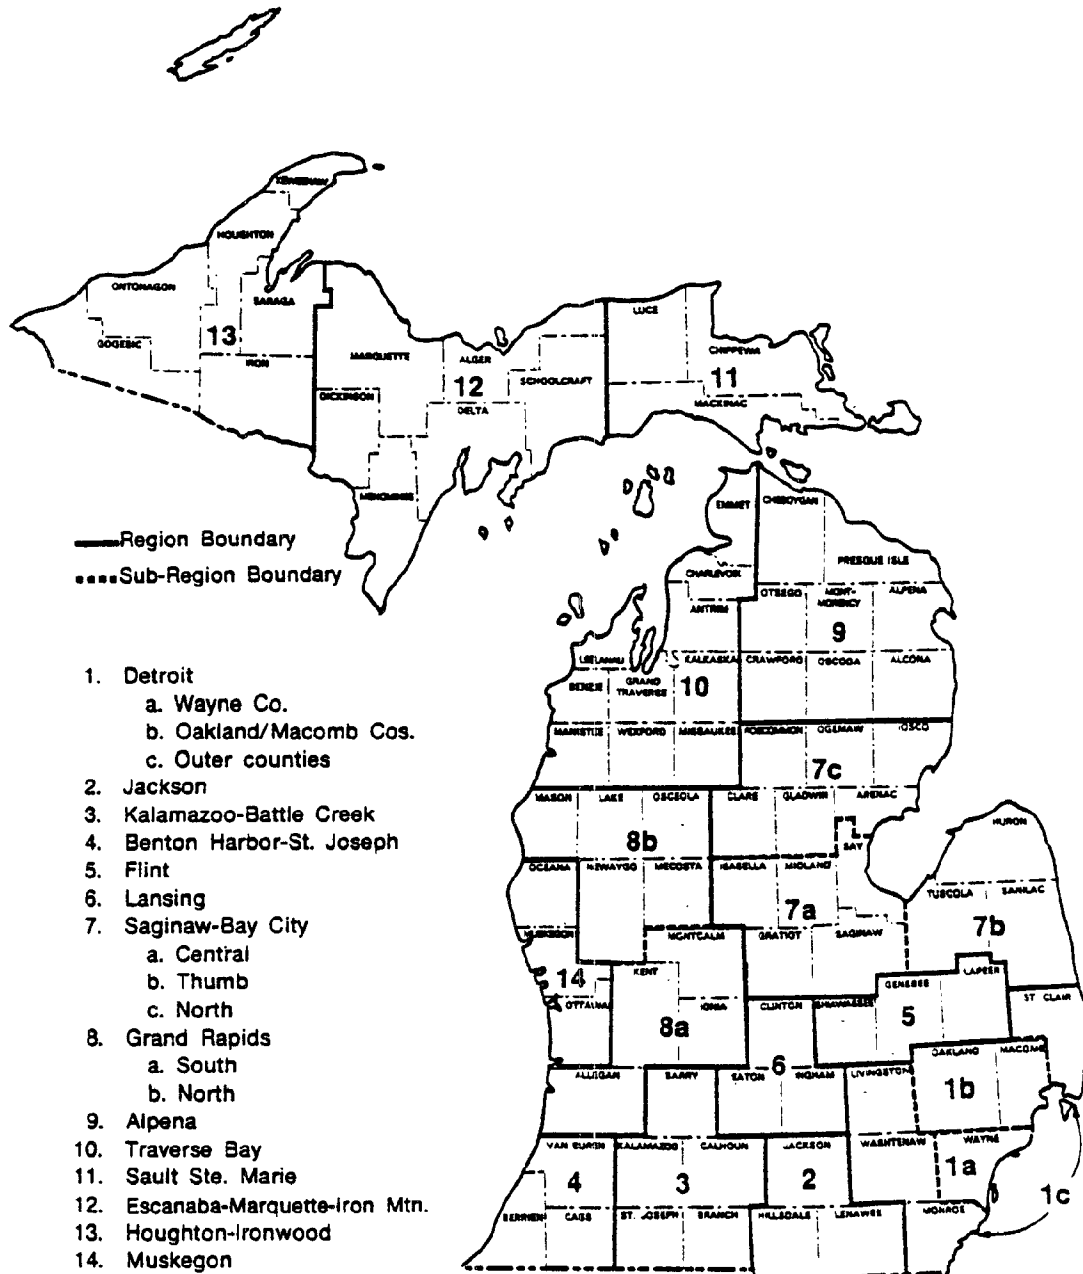 KEWEENAW
HOUGHTON
ONTONAGON
BARAGA
GOGEBIC
13
IRON
LUCE
MARQUETTE
ALGER
CHIPPEWA
12
SCHOOLCRAFT
11
DICKINSON
DELTA
MACKINAC
MENOMINEE
EMMET
CHEBOYGAN
Region Boundary
Sub-Region Boundary
PRESQUE ISLE
CHARLEVOIX
ANTRIM
OTSEGO
MONT-
MORENCY
ALPENA
9
LEELANAU
KALKASKA
CRAWFORD
OSCODA
ALCONA
BENZIE
GRAND
TRAVERSE
10
MANISTEE
WEXFORD
MISSAUKEE
ROSCOMMON
OGEMAW
IOSCO
7c
MASON
LAKE
OSCEOLA
CLARE
GLADWIN
ARENAC
HURON
8b
BAY
OCEANA
NEWAYGO
MECOSTA
ISABELLA
MIDLAND
TUSCOLA
SANILAC
7a
7b
MUSKEGON
MONTCALM
GRATIOT
SAGINAW
14
KENT
GENESEE
LAPEER
OTTAWA
IONIA
CLINTON
SHIAWASSEE
ST CLAIR
8a
5
6
ALLEGAN
BARRY
EATON
INGHAM
LIVINGSTON
OAKLAND
MACOMB
1b
VAN BUREN
KALAMAZOO
CALHOUN
JACKSON
WASHTENAW
WAYNE
4
3
2
1a
1c
BERRIEN
CASS
ST. JOSEPH
BRANCH
HILLSDALE
LENAWEE
MONROE
1. Detroit
a. Wayne Co.
b. Oakland/Macomb Cos.
c. Outer counties
2. Jackson
3. Kalamazoo-Battle Creek
4. Benton Harbor-St. Joseph
5. Flint
6. Lansing
7. Saginaw-Bay City
a. Central
b. Thumb
c. North
8. Grand Rapids
a. South
b. North
9. Alpena
10. Traverse Bay
11. Sault Ste. Marie
12. Escanaba-Marquette-Iron Mtn.
13. Houghton-Ironwood
14. Muskegon